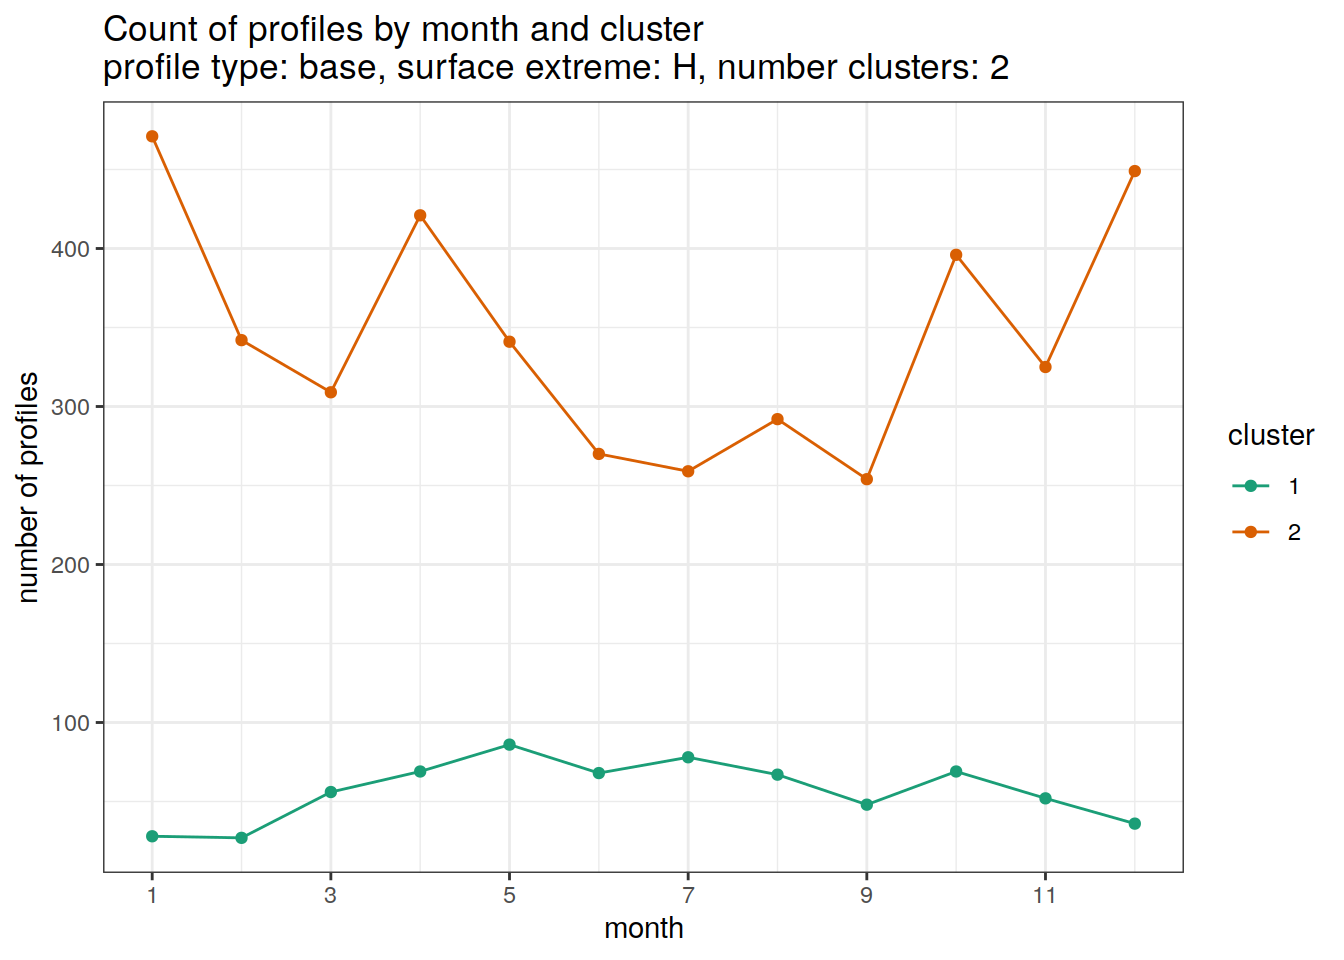 Count of profiles by month and cluster
profile type: base, surface extreme: H, number clusters: 2
number of profiles
400
300
200
100
1
3
5
7
9
11
month
cluster
1
2